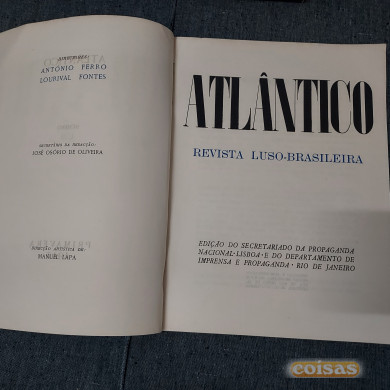 DIRECTORES:
ANTÓNIO FERRO
LOURIVAL FONTES
SECRETÁRIO DA REDACÇÃO:
JOSÉ OSÓRIO DE OLIVEIRA
DIRECÇÃO ARTÍSTICA DE:
MANUEL LAPA
ATLÂNTICO
REVISTA LUSO-BRASILEIRA
EDIÇÃO DO SECRETARIADO DA PROPAGANDA
NACIONAL·LISBOA·E DO DEPARTAMENTO DE
IMPRENSA E PROPAGANDA · RIO DE JANEIRO
coisas